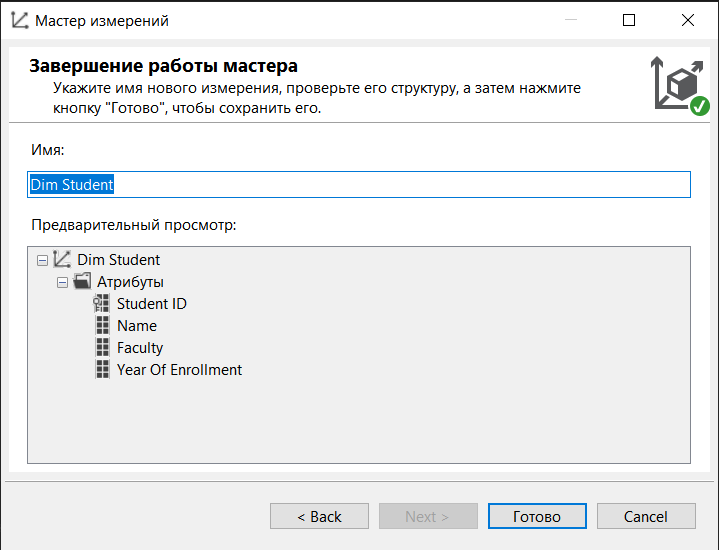 Мастер измерений
Завершение работы мастера
Укажите имя нового измерения, проверьте его структуру, а затем нажмите
кнопку "Готово", чтобы сохранить его.
Имя:
Dim Student
Предварительный просмотр:
Dim Student
Атрибуты
Student ID
Name
Faculty
Year Of Enrollment
< Back
Next >
Готово
Cancel